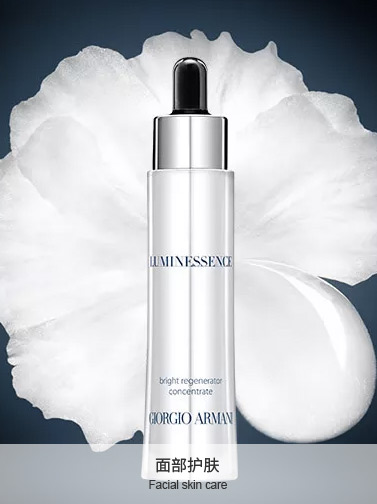 LUMINESSENCE
bright regenerator
concentrate
GIORGIO ARMANI
面部护肤
Facial skin care